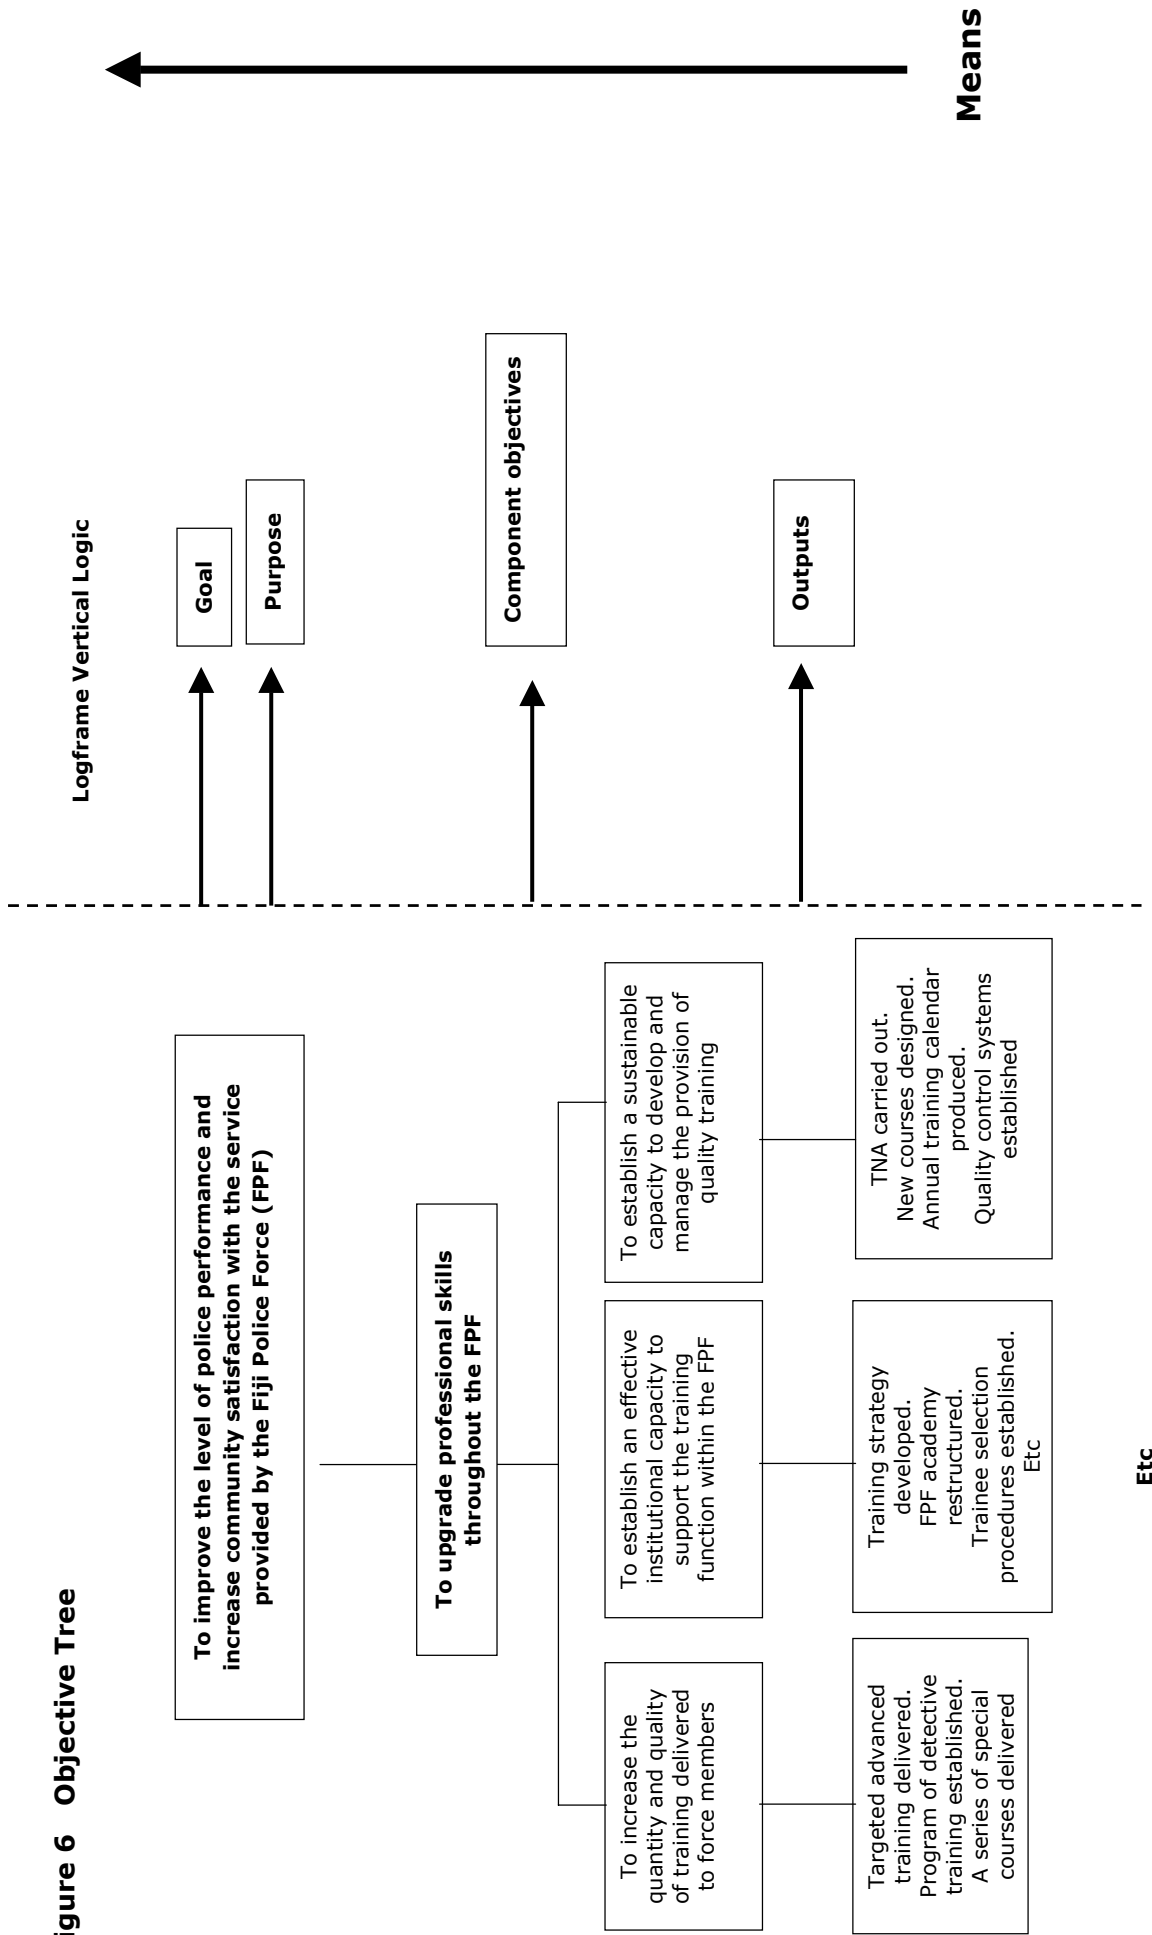 igure 6 Objective Tree
Logframe Vertical Logic
To improve the level of police performance and
increase community satisfaction with the service
provided by the Fiji Police Force (FPF)
Goal
Purpose
To upgrade professional skills
throughout the FPF
Component objectives
To increase the
quantity and quality
of training delivered
to force members
To establish an effective
institutional capacity to
support the training
function within the FPF
To establish a sustainable
capacity to develop and
manage the provision of
quality training
Outputs
Targeted advanced
training delivered.
Program of detective
training established.
A series of special
courses delivered
Training strategy
developed.
FPF academy
restructured.
Trainee selection
procedures established.
Etc
TNA carried out.
New courses designed.
Annual training calendar
produced.
Quality control systems
established
Means
Etc